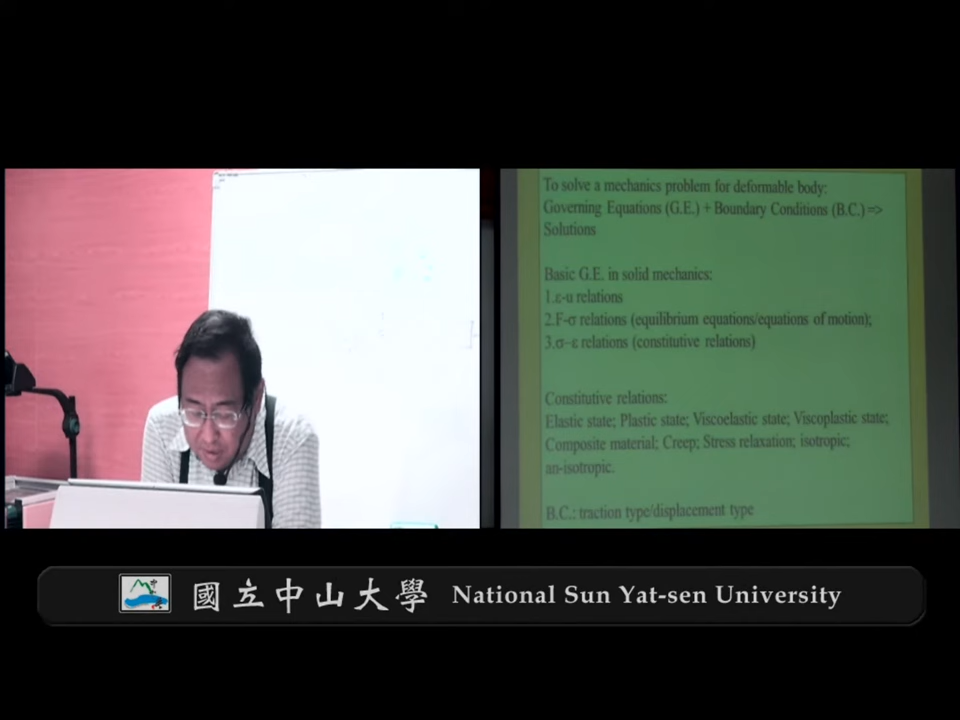 To solve a mechanics problem for deformable body:
Governing Equations (G.E.) + Boundary Conditions (B.C.) =>
Solutions
Basic G.E. in solid mechanics:
1.ε-u relations
2.F-σ relations (equilibrium equations/equations of motion);
3.σ-ε relations (constitutive relations)
Constitutive relations:
Elastic state; Plastic state; Viscoelastic state; Viscoplastic state;
Composite material; Creep; Stress relaxation; isotropic;
an-isotropic.
B.C.: traction type/displacement type
國立中山大學 National Sun Yat-sen University